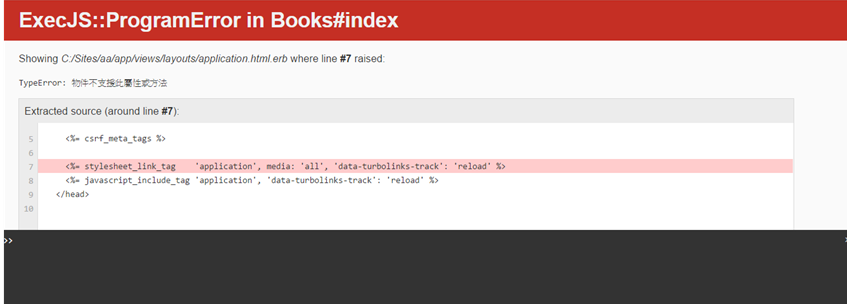 ExecJS::ProgramError in Books#index
Showing C:/Sites/aa/app/views/layouts/application.html.erb where line #7 raised:
TypeError: 物件不支援此屬性或方法
Extracted source (around line #7):
5 <%= csrf_meta_tags %>
6
7 <%= stylesheet_link_tag    'application', media: 'all', 'data-turbolinks-track': 'reload' %>
8 <%= javascript_include_tag 'application', 'data-turbolinks-track': 'reload' %>
9 </head>
10
>>